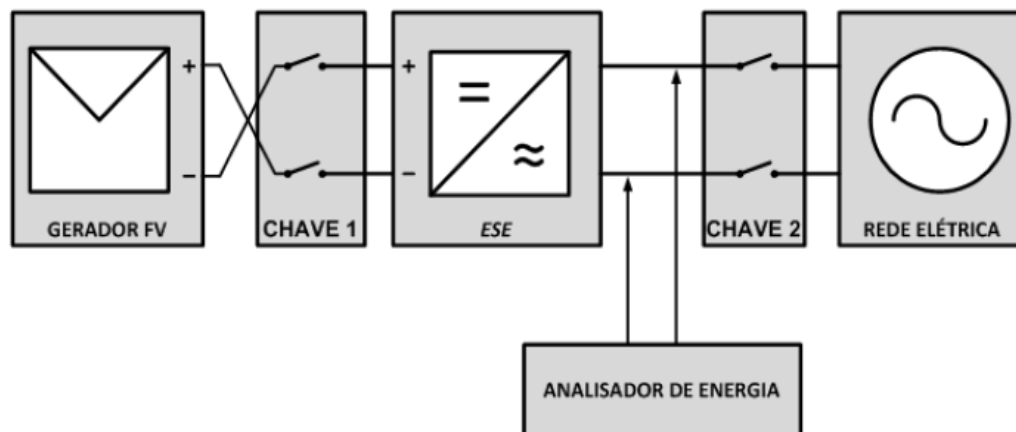 +
−
GERADOR FV
CHAVE 1
+
−
=
≈
ESE
CHAVE 2
REDE ELÉTRICA
ANALISADOR DE ENERGIA